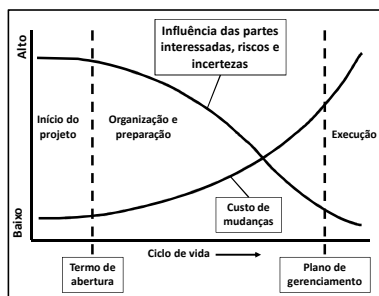 Alto
Influência das partes
interessadas, riscos e
incertezas
Início do
projeto
Organização e
preparação
Execução
Custo de
mudanças
Baixo
Ciclo de vida
Termo de
abertura
Plano de
gerenciamento